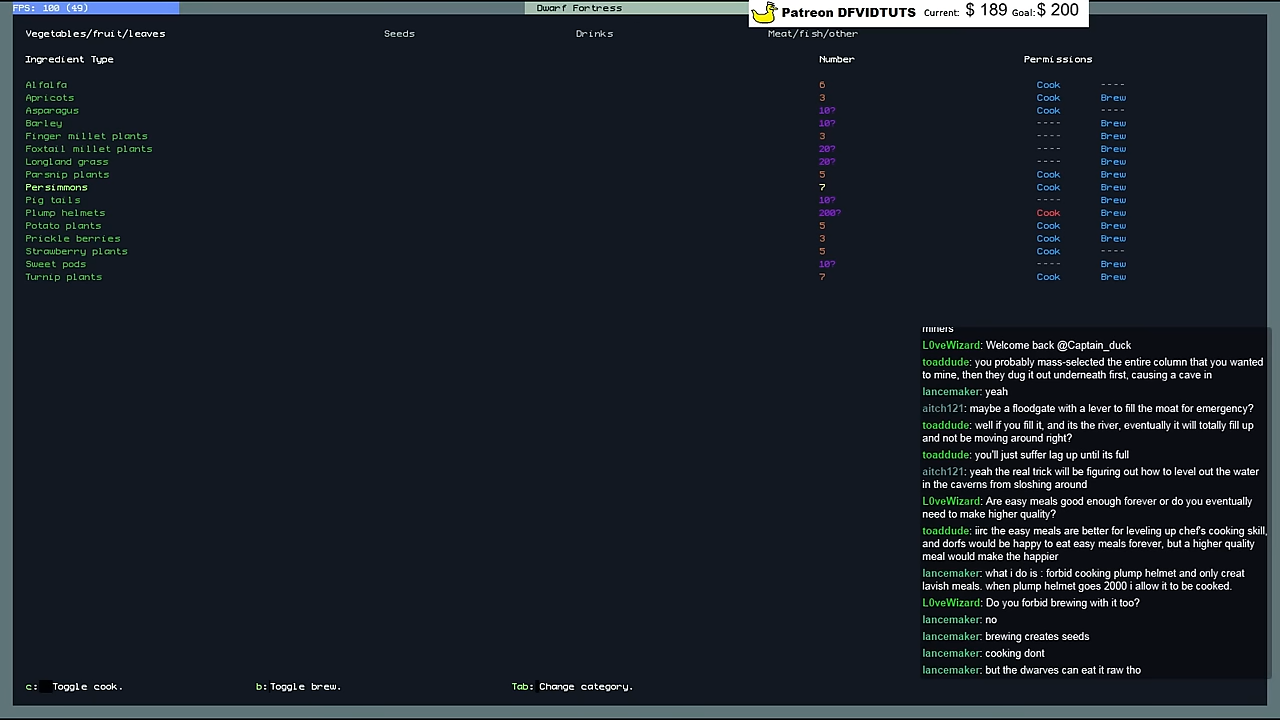 FPS: 100 (49)
Dwarf Fortress
Patreon DFVIDTUTS Current: $ 189 Goal: $ 200
Vegetables/fruit/leaves Seeds Drinks Meat/fish/other
Ingredient Type Number Permissions
Alfalfa 6 Cook ----
Apricots 3 Cook Brew
Asparagus 10? Cook ----
Barley 10? ---- Brew
Finger millet plants 3 ---- Brew
Foxtail millet plants 20? ---- Brew
Longland grass 20? ---- Brew
Parsnip plants 5 Cook Brew
Persimmons 7 Cook Brew
Pig tails 10? ---- Brew
Plump helmets 200? Cook Brew
Potato plants 5 Cook Brew
Prickle berries 3 Cook Brew
Strawberry plants 5 Cook ----
Sweet pods 10? ---- Brew
Turnip plants 7 Cook Brew
miners
L0veWizard: Welcome back @Captain_duck
toaddude: you probably mass-selected the entire column that you wanted
to mine, then they dug it out underneath first, causing a cave in
lancemaker: yeah
aitch121: maybe a floodgate with a lever to fill the moat for emergency?
toaddude: well if you fill it, and its the river, eventually it will totally fill up
and not be moving around right?
toaddude: you'll just suffer lag up until its full
aitch121: yeah the real trick will be figuring out how to level out the water
in the caverns from sloshing around
L0veWizard: Are easy meals good enough forever or do you eventually
need to make higher quality?
toaddude: iirc the easy meals are better for leveling up chef's cooking skill,
and dorfs would be happy to eat easy meals forever, but a higher quality
meal would make the happier
lancemaker: what i do is : forbid cooking plump helmet and only creat
lavish meals. when plump helmet goes 2000 i allow it to be cooked.
L0veWizard: Do you forbid brewing with it too?
lancemaker: no
lancemaker: brewing creates seeds
lancemaker: cooking dont
lancemaker: but the dwarves can eat it raw tho
c: Toggle cook. b: Toggle brew. Tab: Change category.